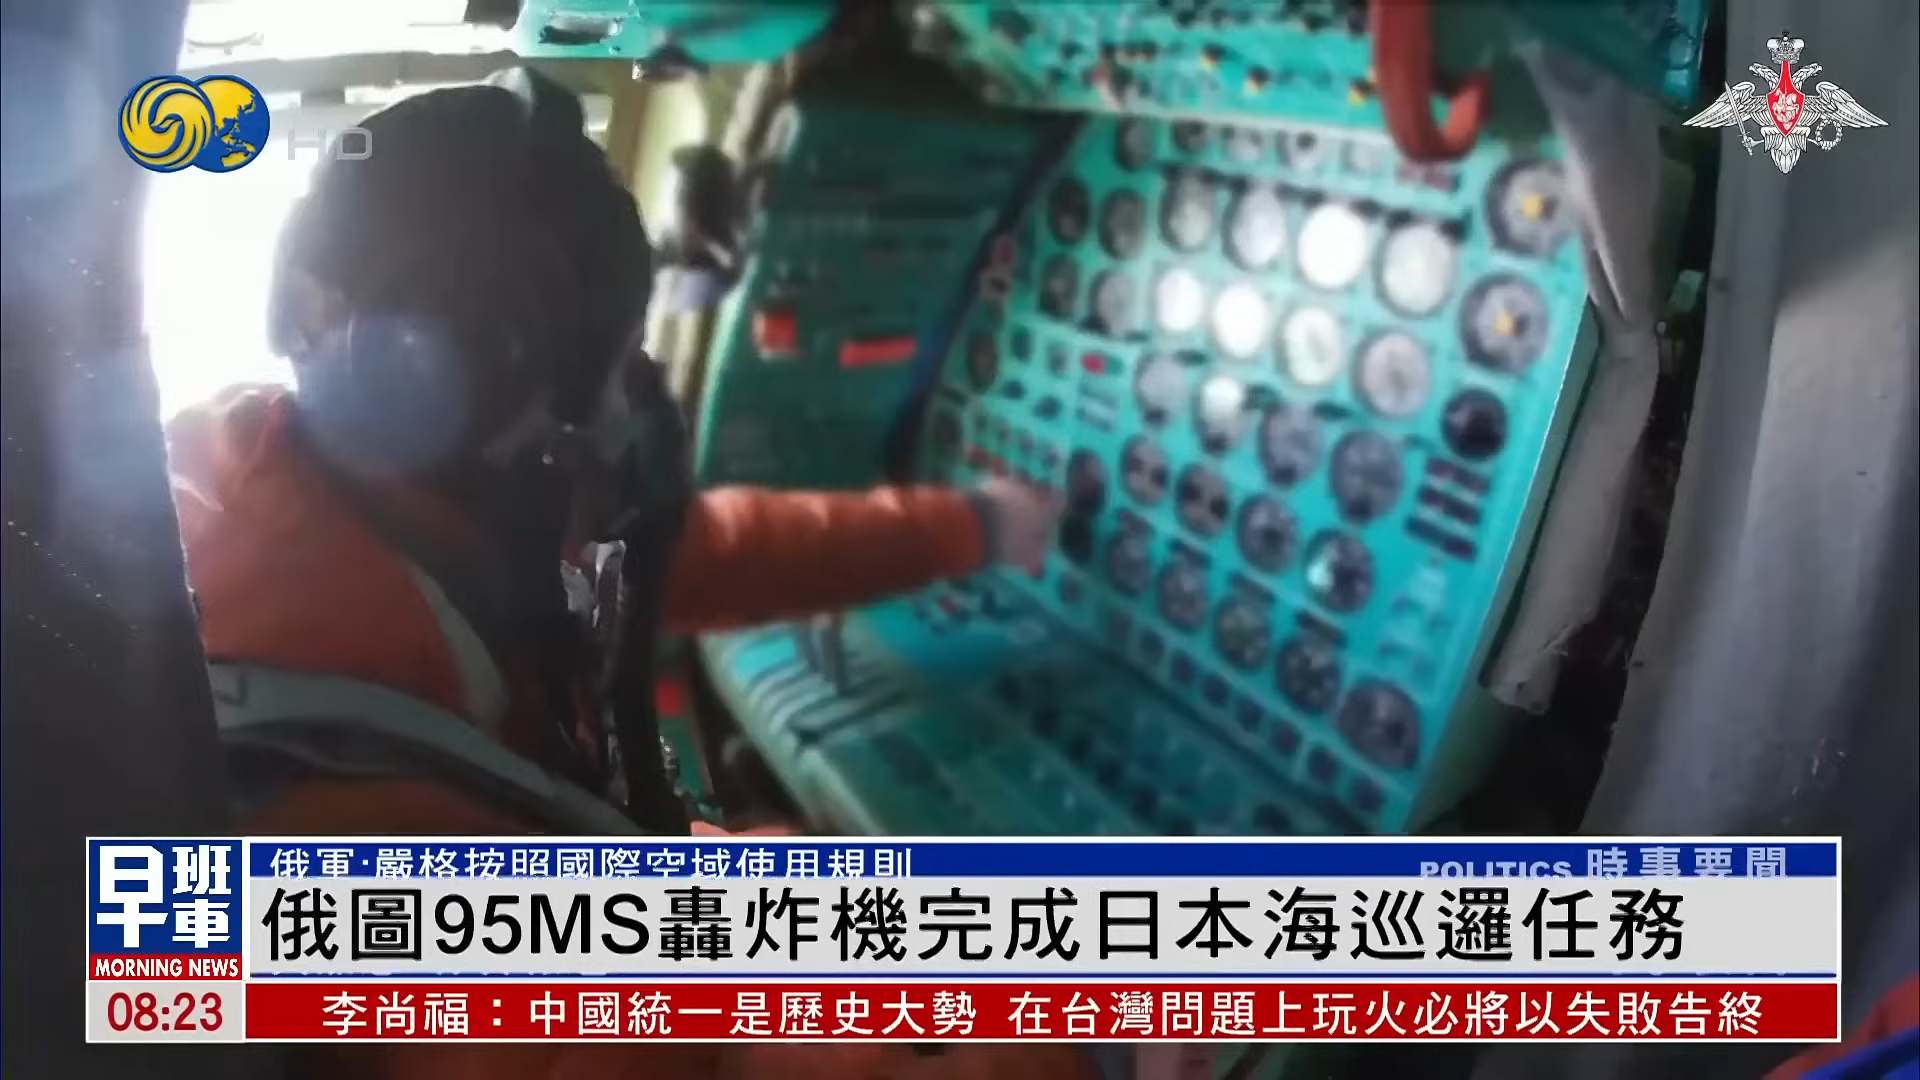 HD
俄軍:嚴格按照國際空域使用規則
POLITICS 時事要聞
早班車
俄圖95MS轟炸機完成日本海巡邏任務
MORNING NEWS
08:23
李尚福：中國統一是歷史大勢 在台灣問題上玩火必將以失敗告終